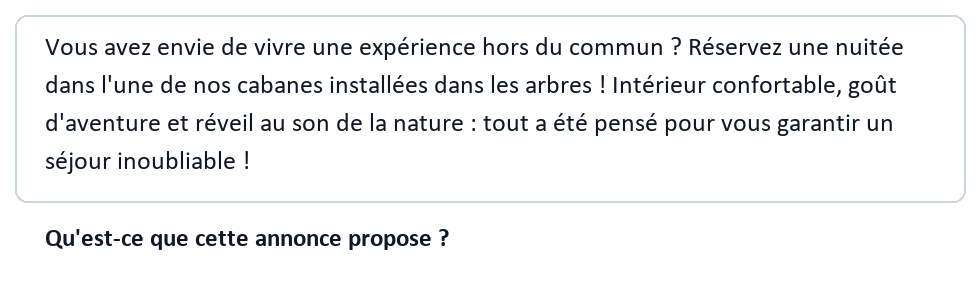 Vous avez envie de vivre une expérience hors du commun ? Réservez une nuitée
dans l'une de nos cabanes installées dans les arbres ! Intérieur confortable, goût
d'aventure et réveil au son de la nature : tout a été pensé pour vous garantir un
séjour inoubliable !
Qu'est-ce que cette annonce propose ?